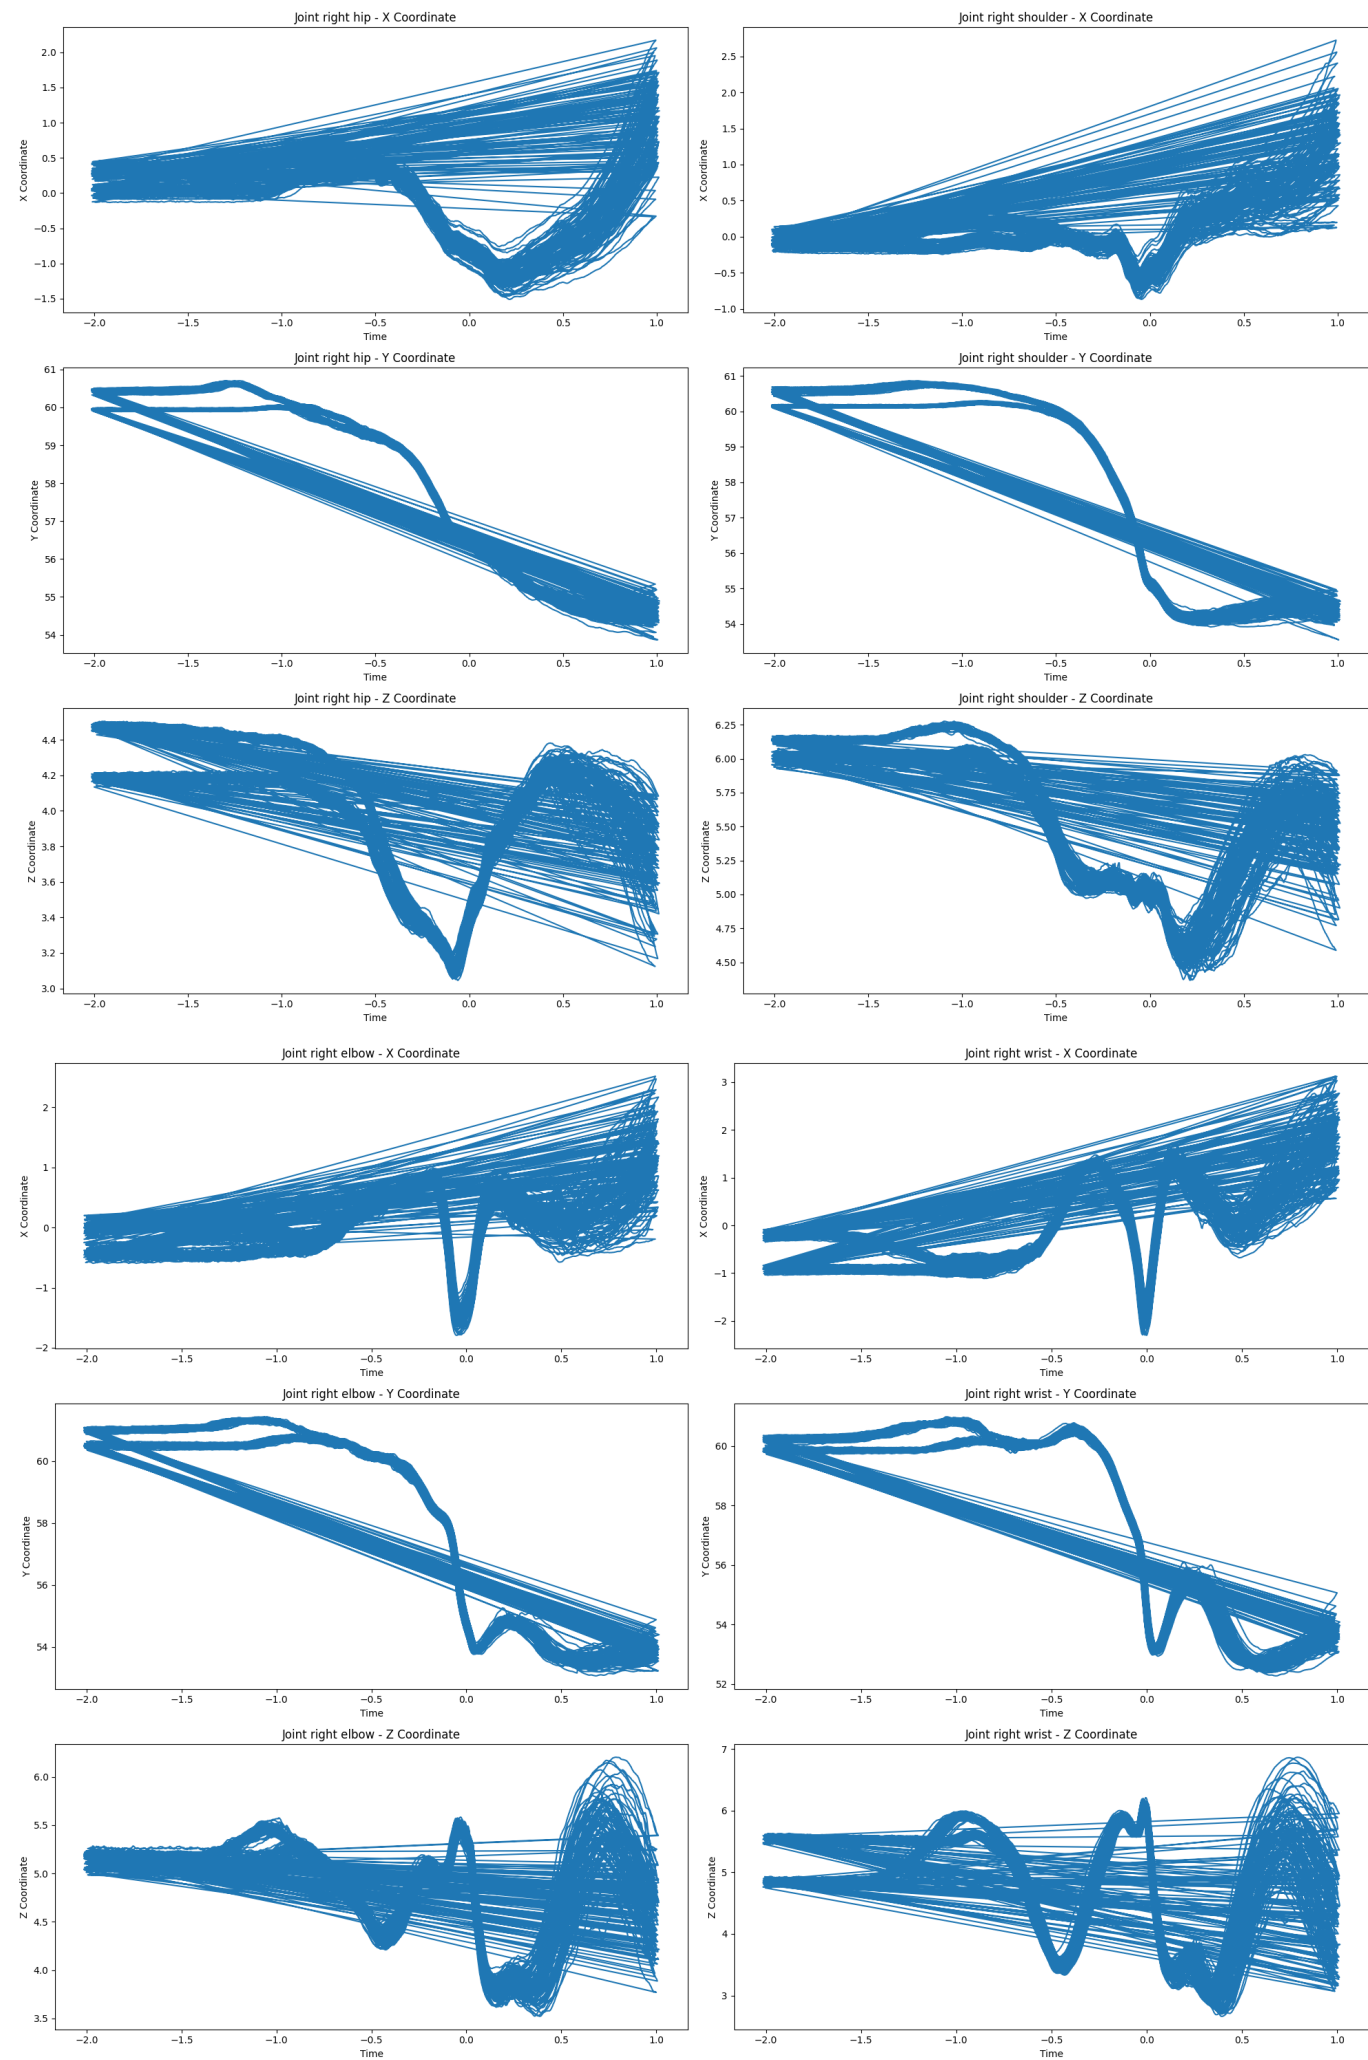 Joint right hip - X Coordinate
X Coordinate
2.0
1.5
1.0
0.5
0.0
−0.5
−1.0
−1.5
−2.0 −1.5 −1.0 −0.5 0.0 0.5 1.0
Time
Joint right shoulder - X Coordinate
X Coordinate
2.5
2.0
1.5
1.0
0.5
0.0
−0.5
−1.0
−2.0 −1.5 −1.0 −0.5 0.0 0.5 1.0
Time
Joint right hip - Y Coordinate
Y Coordinate
61
60
59
58
57
56
55
54
−2.0 −1.5 −1.0 −0.5 0.0 0.5 1.0
Time
Joint right shoulder - Y Coordinate
Y Coordinate
61
60
59
58
57
56
55
54
−2.0 −1.5 −1.0 −0.5 0.0 0.5 1.0
Time
Joint right hip - Z Coordinate
Z Coordinate
4.4
4.2
4.0
3.8
3.6
3.4
3.2
3.0
−2.0 −1.5 −1.0 −0.5 0.0 0.5 1.0
Time
Joint right shoulder - Z Coordinate
Z Coordinate
6.25
6.00
5.75
5.50
5.25
5.00
4.75
4.50
−2.0 −1.5 −1.0 −0.5 0.0 0.5 1.0
Time
Joint right elbow - X Coordinate
X Coordinate
2
1
0
−1
−2
−2.0 −1.5 −1.0 −0.5 0.0 0.5 1.0
Time
Joint right wrist - X Coordinate
X Coordinate
3
2
1
0
−1
−2
−2.0 −1.5 −1.0 −0.5 0.0 0.5 1.0
Time
Joint right elbow - Y Coordinate
Y Coordinate
60
58
56
54
−2.0 −1.5 −1.0 −0.5 0.0 0.5 1.0
Time
Joint right wrist - Y Coordinate
Y Coordinate
60
58
56
54
52
−2.0 −1.5 −1.0 −0.5 0.0 0.5 1.0
Time
Joint right elbow - Z Coordinate
Z Coordinate
6.0
5.5
5.0
4.5
4.0
3.5
−2.0 −1.5 −1.0 −0.5 0.0 0.5 1.0
Time
Joint right wrist - Z Coordinate
Z Coordinate
7
6
5
4
3
−2.0 −1.5 −1.0 −0.5 0.0 0.5 1.0
Time